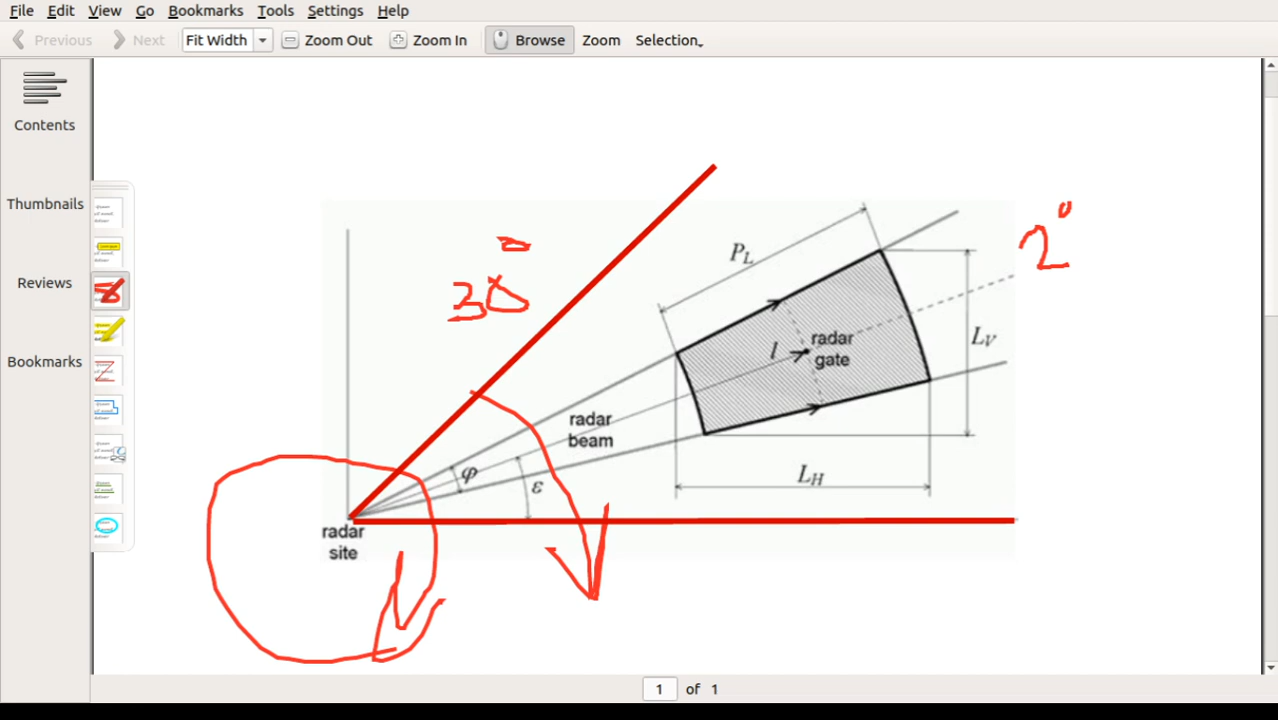 File Edit View Go Bookmarks Tools Settings Help
Previous Next Fit Width Zoom Out Zoom In Browse Zoom Selection
Contents
Thumbnails
Reviews
Bookmarks
2°
30
P_L
radar
gate
l
L_V
radar
beam
φ
ε
L_H
radar
site
1 of 1